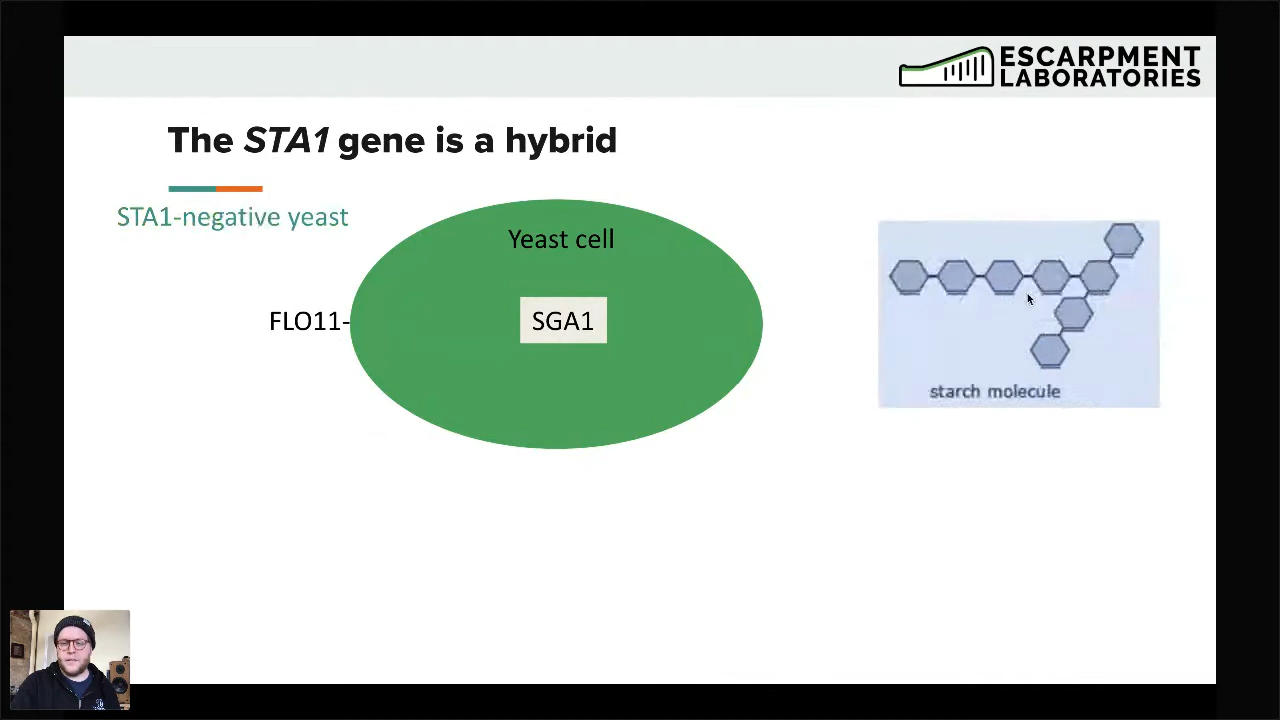 ESCARPMENT
LABORATORIES
The STA1 gene is a hybrid
STA1-negative yeast
Yeast cell
FLO11-
SGA1
starch molecule